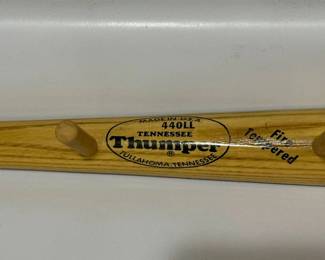 MADE IN U.S.A
440LL
TENNESSEE
Thumper
®
TULLAHOMA, TENNESSEE
Fire
Tempered